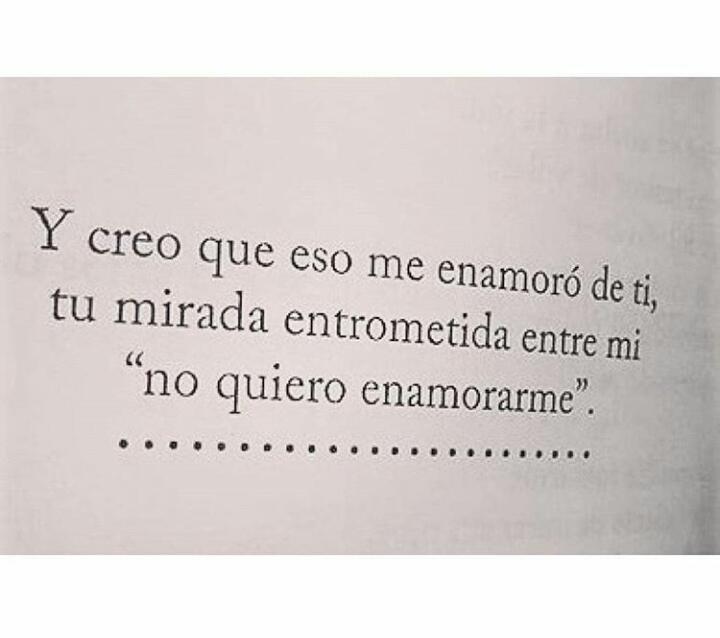 Y creo que eso me enamoró de ti,
tu mirada entrometida entre mi
“no quiero enamorarme”.
........................